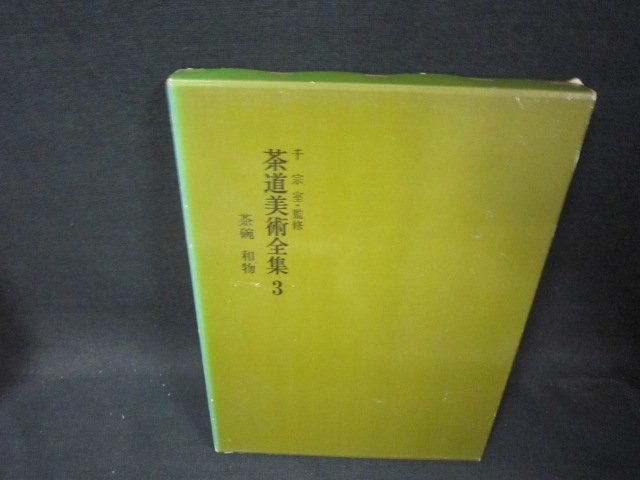 千宗室・監修
茶道美術全集3
茶碗 和物